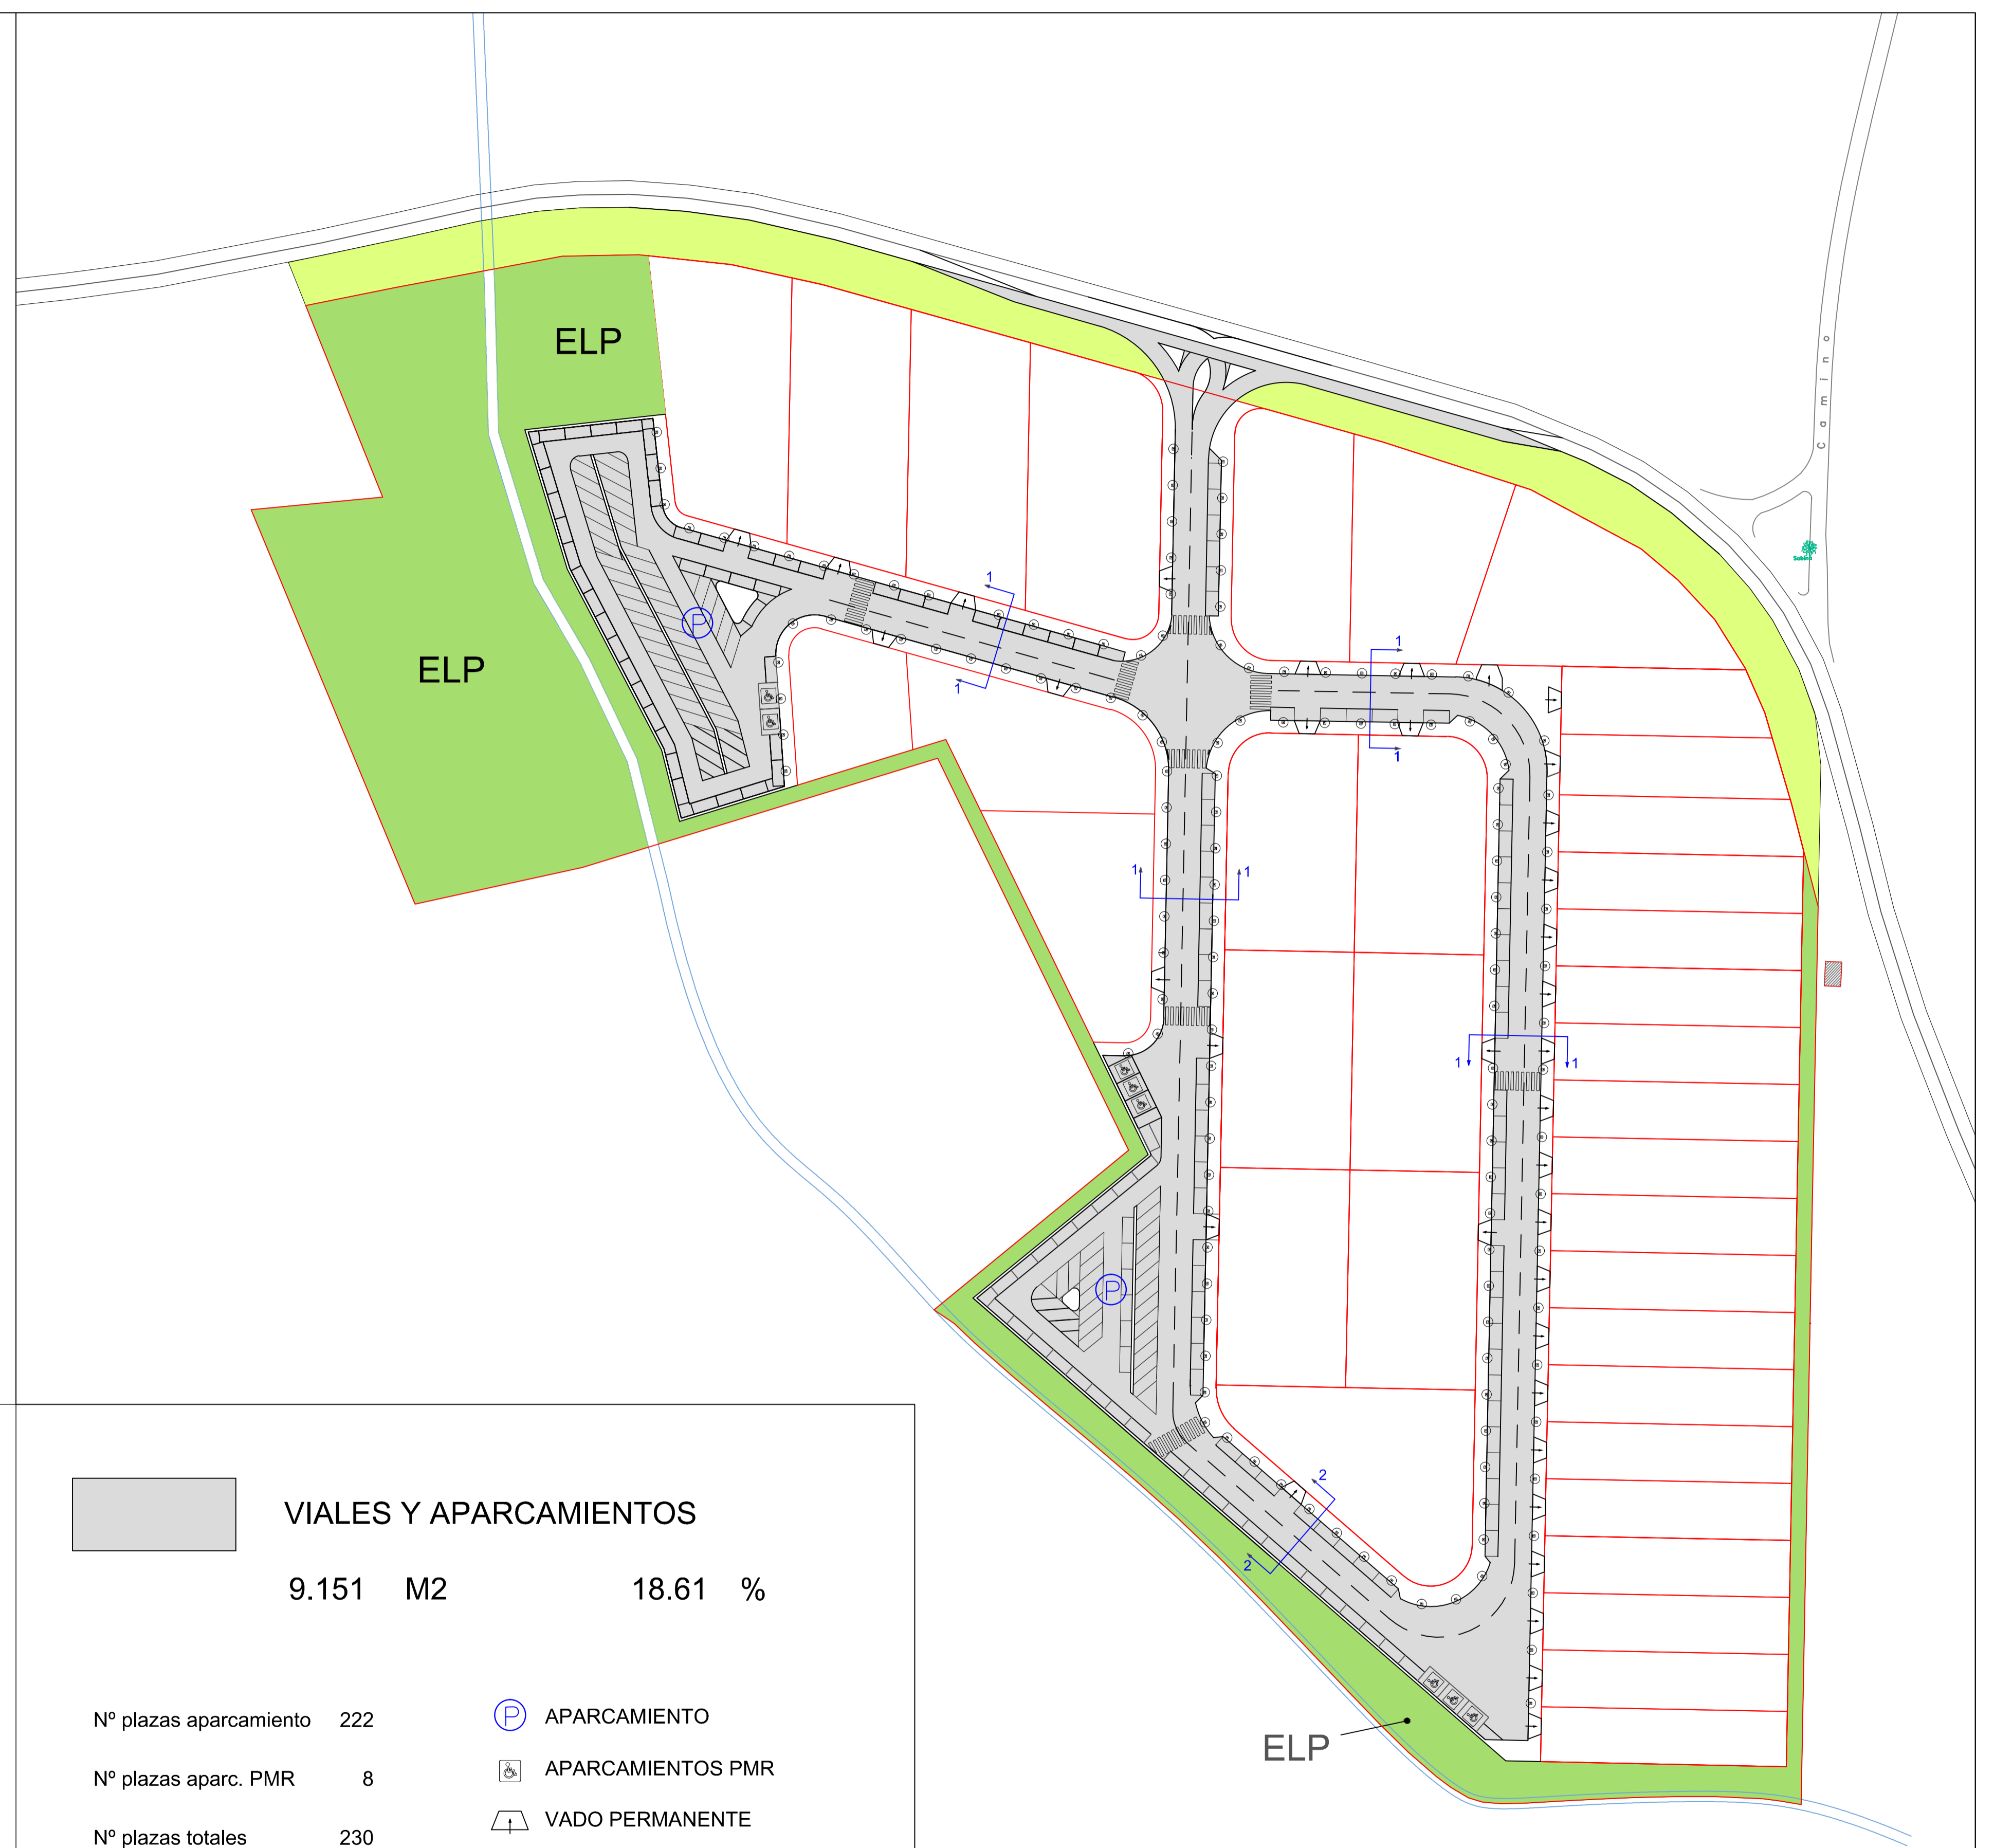 Camino
Sabina
ELP
ELP
P
1
1
1
1
1
1
1
1
P
2
2
ELP
VIALES Y APARCAMIENTOS
9.151 M2 18.61 %
Nº plazas aparcamiento 222
P APARCAMIENTO
Nº plazas aparc. PMR 8
APARCAMIENTOS PMR
Nº plazas totales 230
VADO PERMANENTE